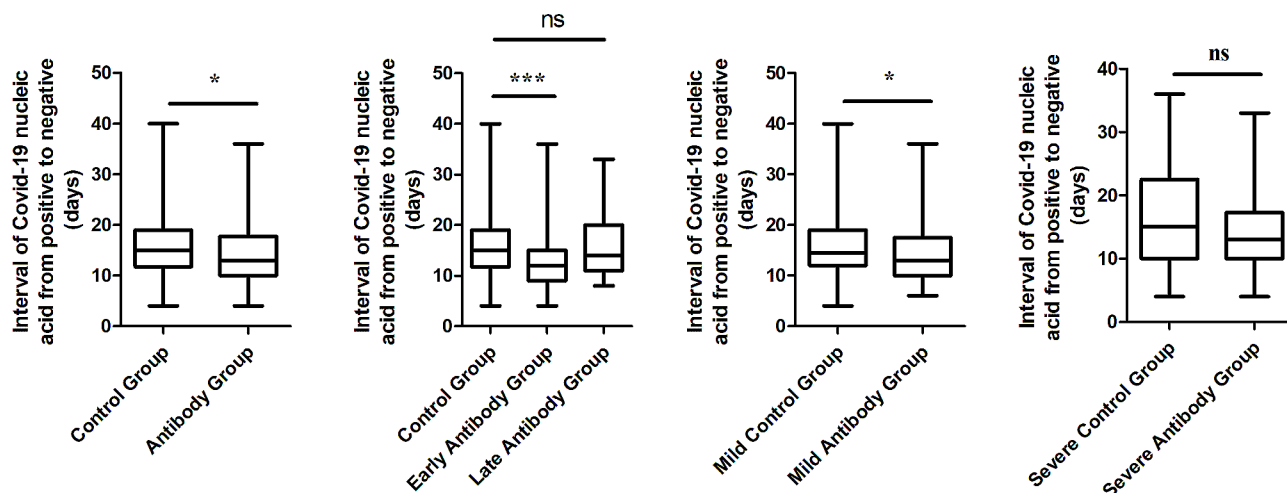 Interval of Covid-19 nucleic
acid from positive to negative
(days)
50
40
30
20
10
0
*
Control Group
Antibody Group
Interval of Covid-19 nucleic
acid from positive to negative
(days)
50
40
30
20
10
0
ns
***
Control Group
Early Antibody Group
Late Antibody Group
Interval of Covid-19 nucleic
acid from positive to negative
(days)
50
40
30
20
10
0
*
Mild Control Group
Mild Antibody Group
Interval of Covid-19 nucleic
acid from positive to negative
(days)
40
30
20
10
0
ns
Severe Control Group
Severe Antibody Group